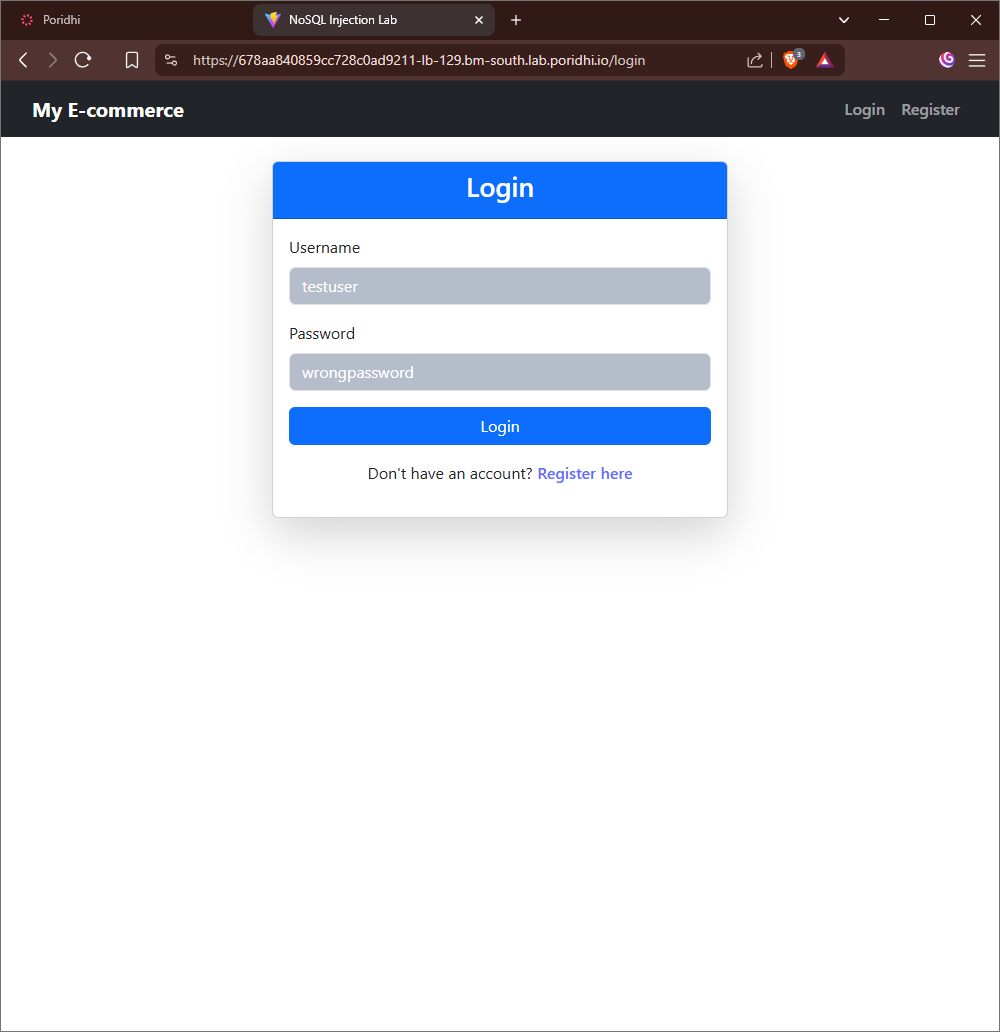 Poridhi
NoSQL Injection Lab
https://678aa840859cc728c0ad9211-lb-129.bm-south.lab.poridhi.io/login
3
My E-commerce
Login Register
Login
Username
testuser
Password
wrongpassword
Login
Don't have an account? Register here